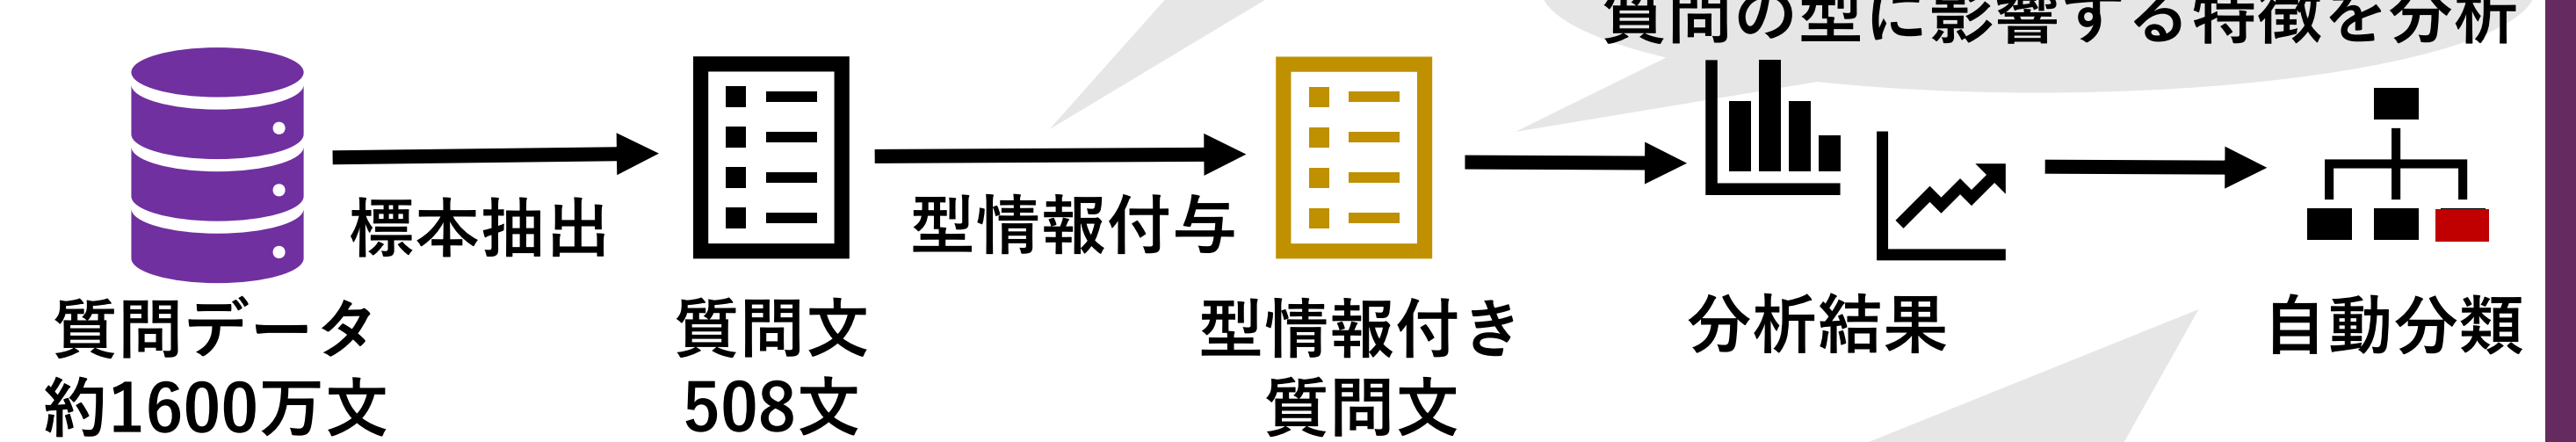 質問の型に影響する特徴を分析
標本抽出
型情報付与
質問データ
約1600万文
質問文
508文
型情報付き
質問文
分析結果
自動分類